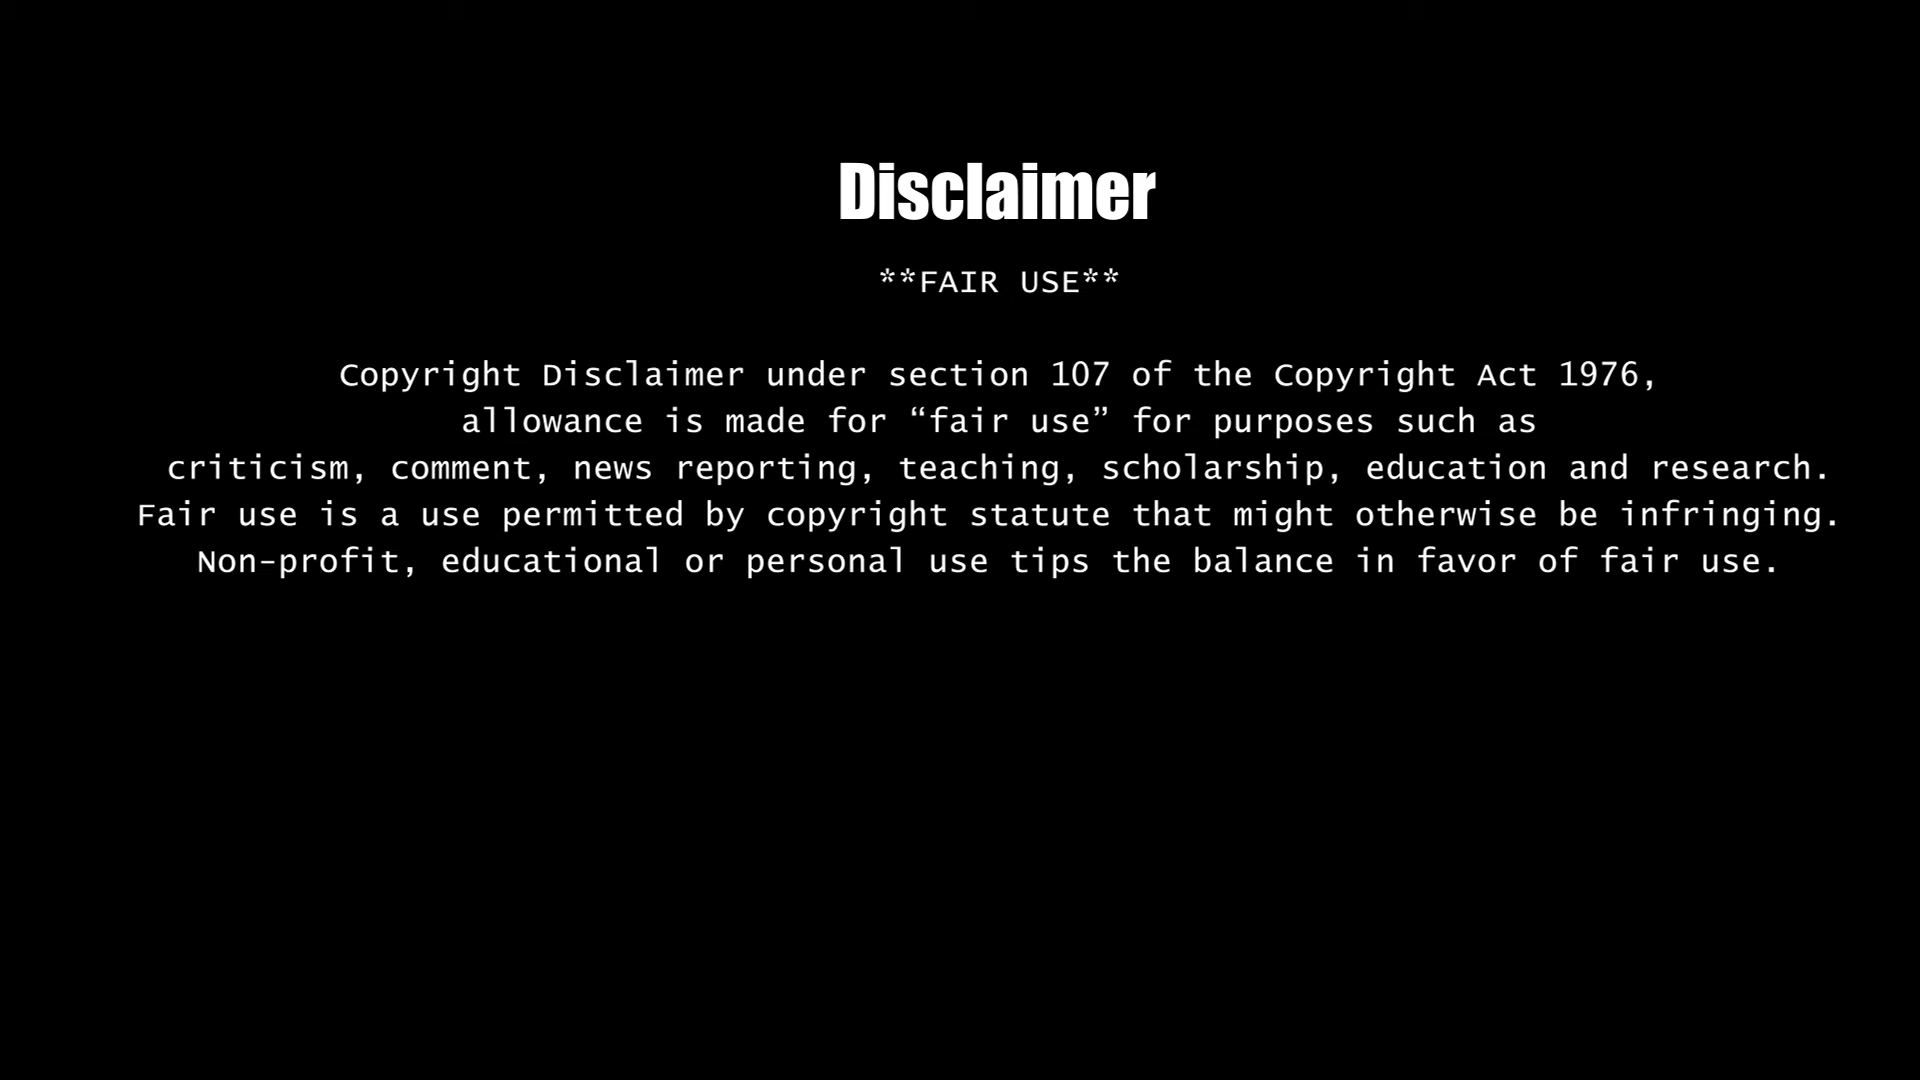 Disclaimer
**FAIR USE**
Copyright Disclaimer under section 107 of the Copyright Act 1976,
allowance is made for “fair use” for purposes such as
criticism, comment, news reporting, teaching, scholarship, education and research.
Fair use is a use permitted by copyright statute that might otherwise be infringing.
Non-profit, educational or personal use tips the balance in favor of fair use.